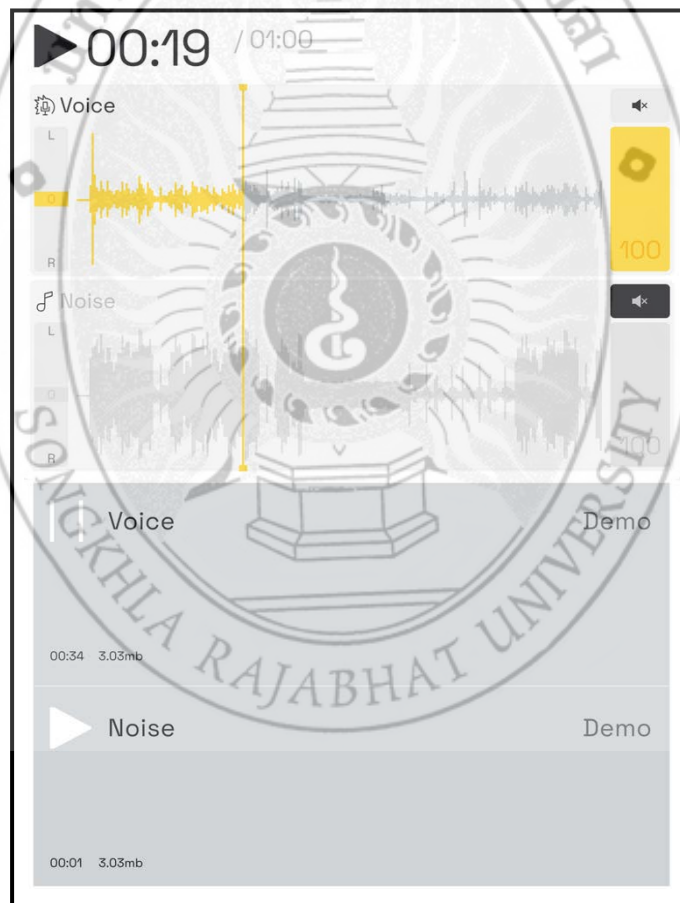 00:19 / 01:00
Voice
L
0
R
100
Noise
L
0
R
100
Voice Demo
00:34 3.03mb
Noise Demo
00:01 3.03mb
SONGKHLA RAJABHAT UNIVERSITY